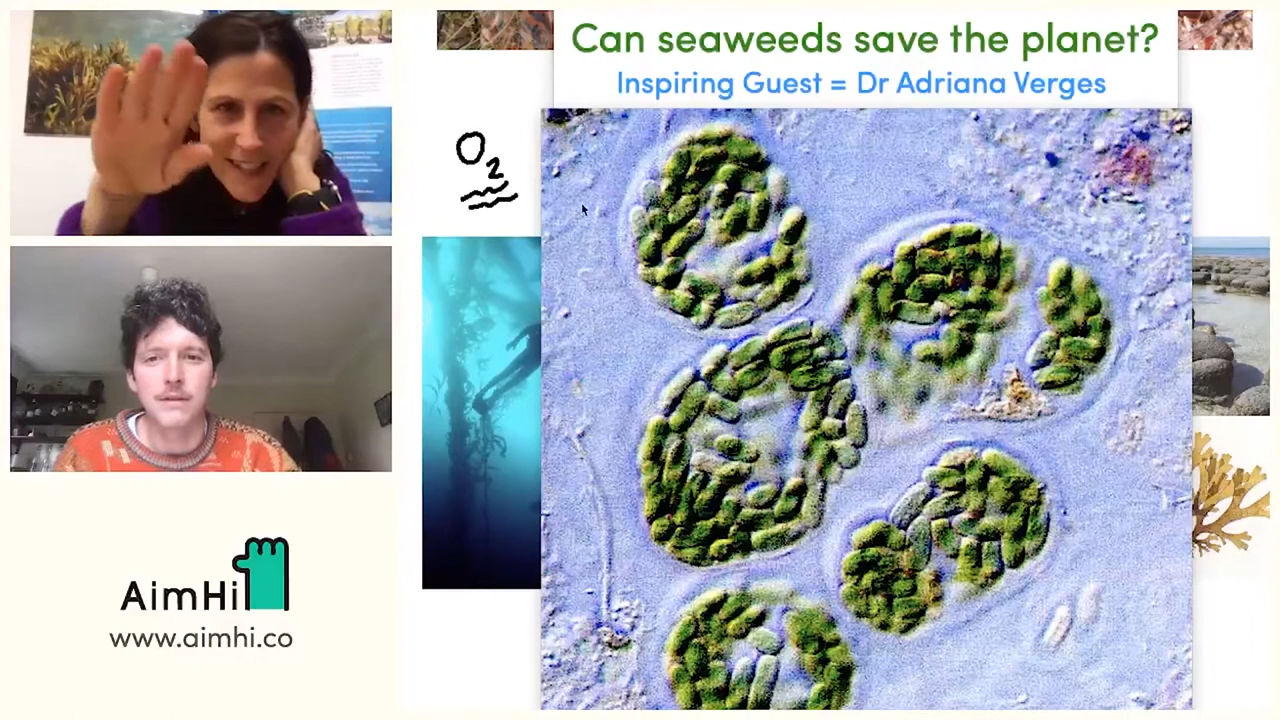 Can seaweeds save the planet?
Inspiring Guest = Dr Adriana Verges
O2
AimHi
www.aimhi.co